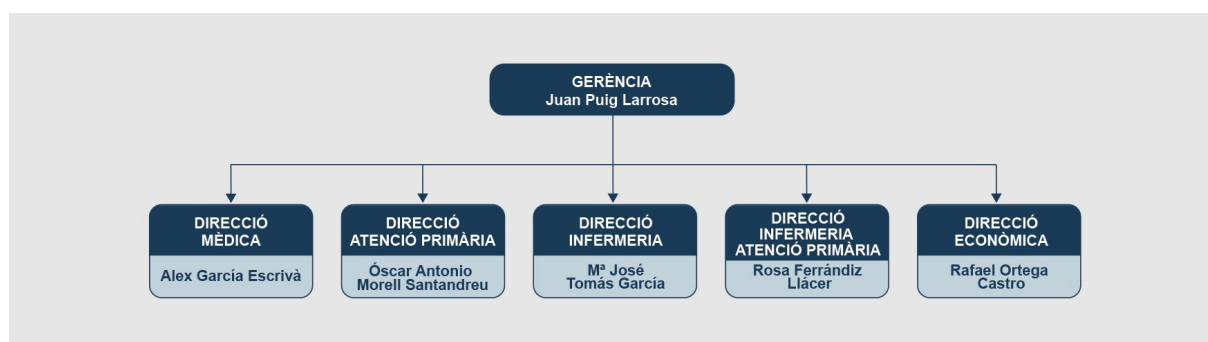 GERÈNCIA
Juan Puig Larrosa
DIRECCIÓ
MÈDICA
Alex García Escrivà
DIRECCIÓ
ATENCIÓ PRIMÀRIA
Óscar Antonio
Morell Santandreu
DIRECCIÓ
INFERMERIA
Mª José
Tomás García
DIRECCIÓ
INFERMERIA
ATENCIÓ PRIMÀRIA
Rosa Ferrándiz
Llácer
DIRECCIÓ
ECONÒMICA
Rafael Ortega
Castro